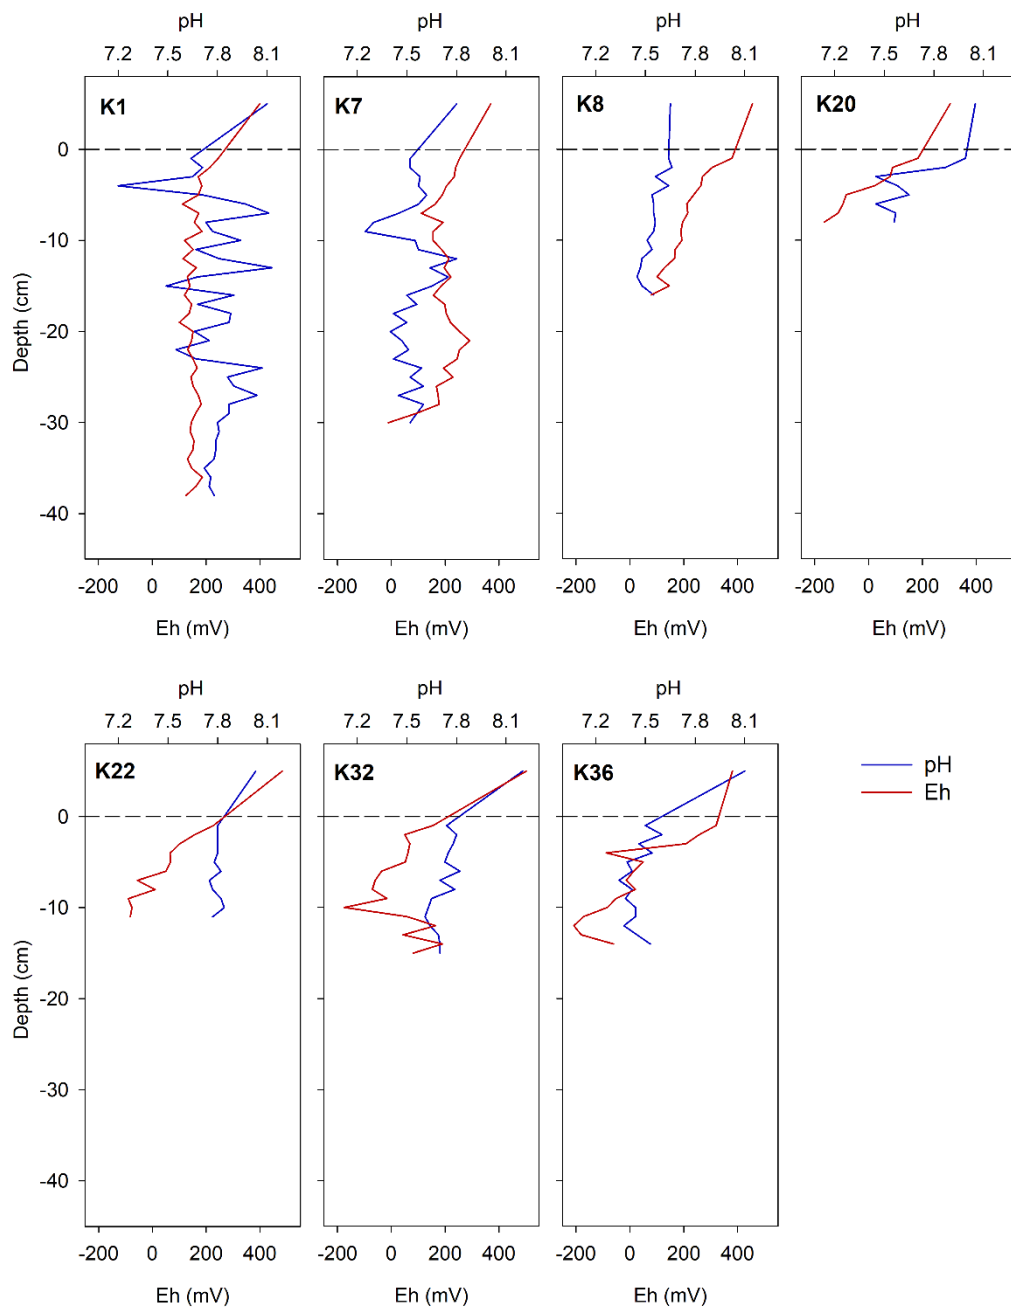 pH pH pH pH
7.2 7.5 7.8 8.1 7.2 7.5 7.8 8.1 7.2 7.5 7.8 8.1 7.2 7.5 7.8 8.1
K1 K7 K8 K20
0
-10
-20
-30
-40
Depth (cm)
-200 0 200 400 -200 0 200 400 -200 0 200 400 -200 0 200 400
Eh (mV) Eh (mV) Eh (mV) Eh (mV)
pH pH pH
7.2 7.5 7.8 8.1 7.2 7.5 7.8 8.1 7.2 7.5 7.8 8.1
K22 K32 K36
pH
Eh
0
-10
-20
-30
-40
Depth (cm)
-200 0 200 400 -200 0 200 400 -200 0 200 400
Eh (mV) Eh (mV) Eh (mV)